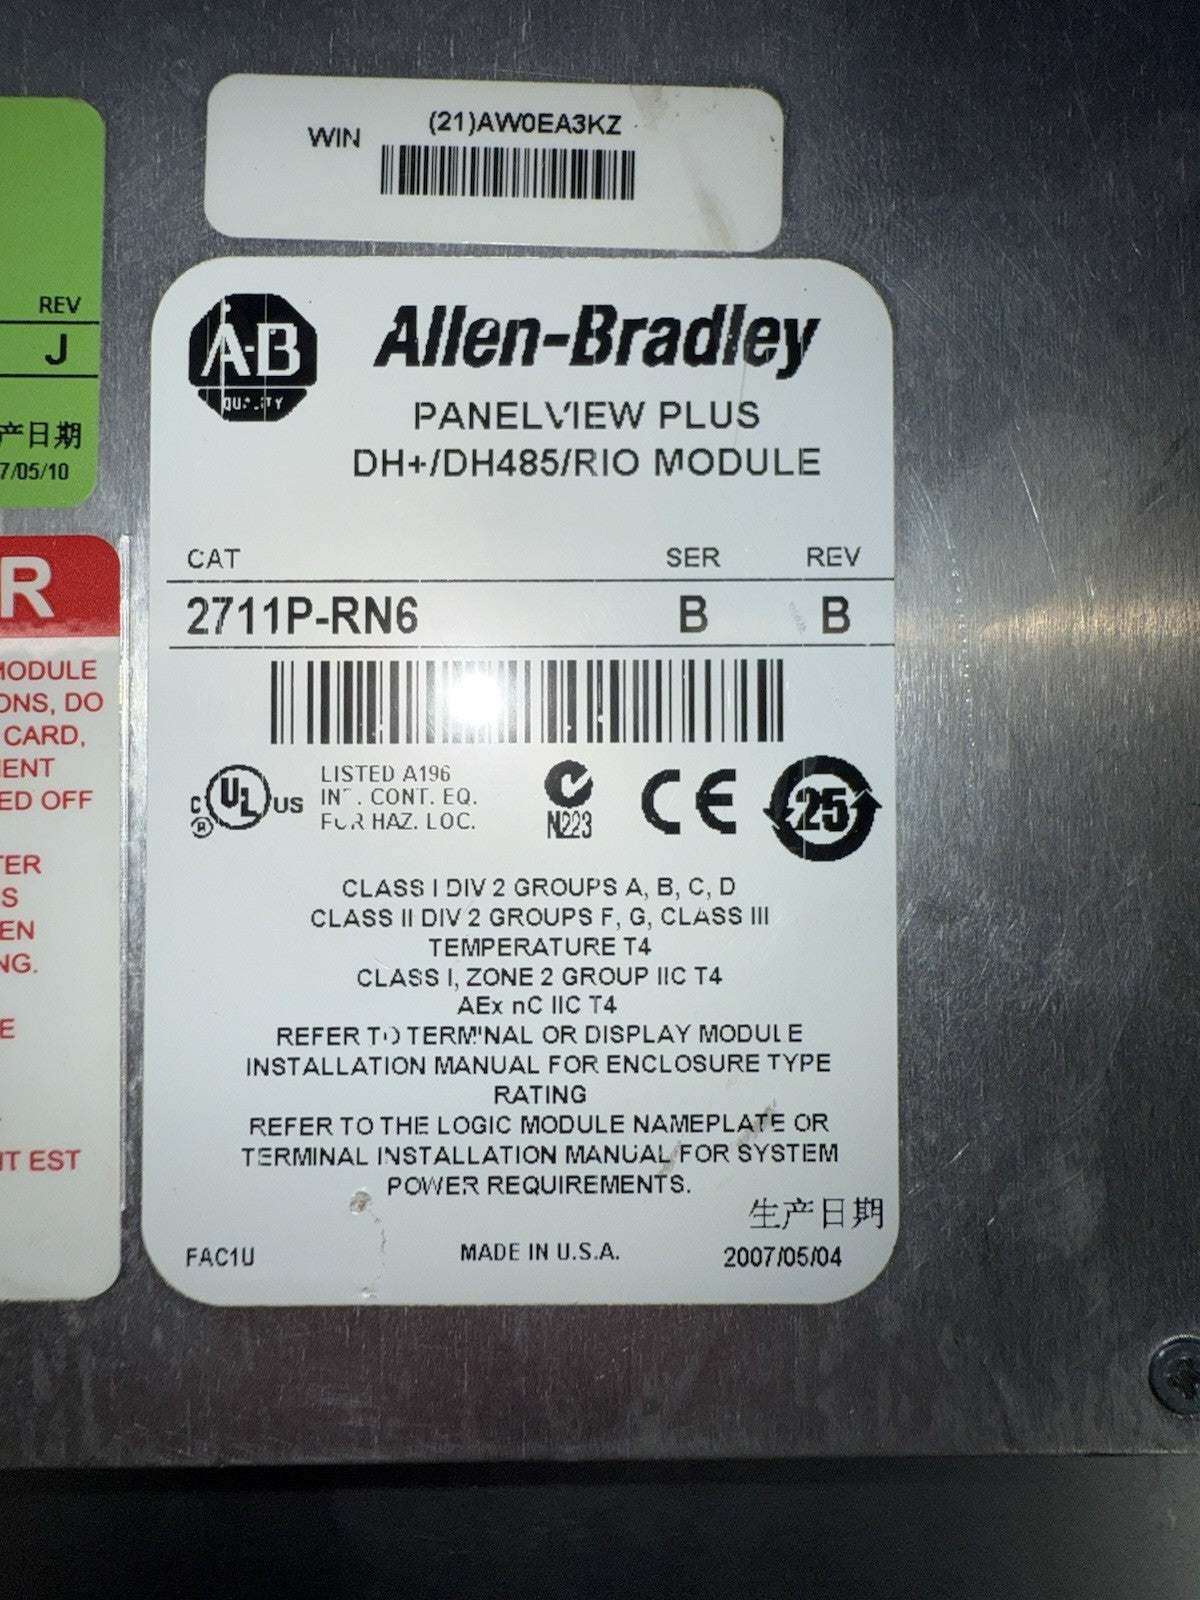 WIN
(21)AW0EA3KZ
REV
J
产日期
7/05/10
A-B
QUALITY
Allen-Bradley
PANELVIEW PLUS
DH+/DH485/RIO MODULE
CAT SER REV
2711P-RN6 B B
C UL US
®
LISTED A196
IND. CONT. EQ.
FOR HAZ. LOC.
N223
CE
25
CLASS I DIV 2 GROUPS A, B, C, D
CLASS II DIV 2 GROUPS F, G, CLASS III
TEMPERATURE T4
CLASS I, ZONE 2 GROUP IIC T4
AEx nC IIC T4
REFER TO TERMINAL OR DISPLAY MODULE
INSTALLATION MANUAL FOR ENCLOSURE TYPE
RATING
REFER TO THE LOGIC MODULE NAMEPLATE OR
TERMINAL INSTALLATION MANUAL FOR SYSTEM
POWER REQUIREMENTS.
生产日期
FAC1U MADE IN U.S.A. 2007/05/04
R
MODULE
ONS, DO
CARD,
MENT
ED OFF
TER
S
EN
NG.
E
IT EST